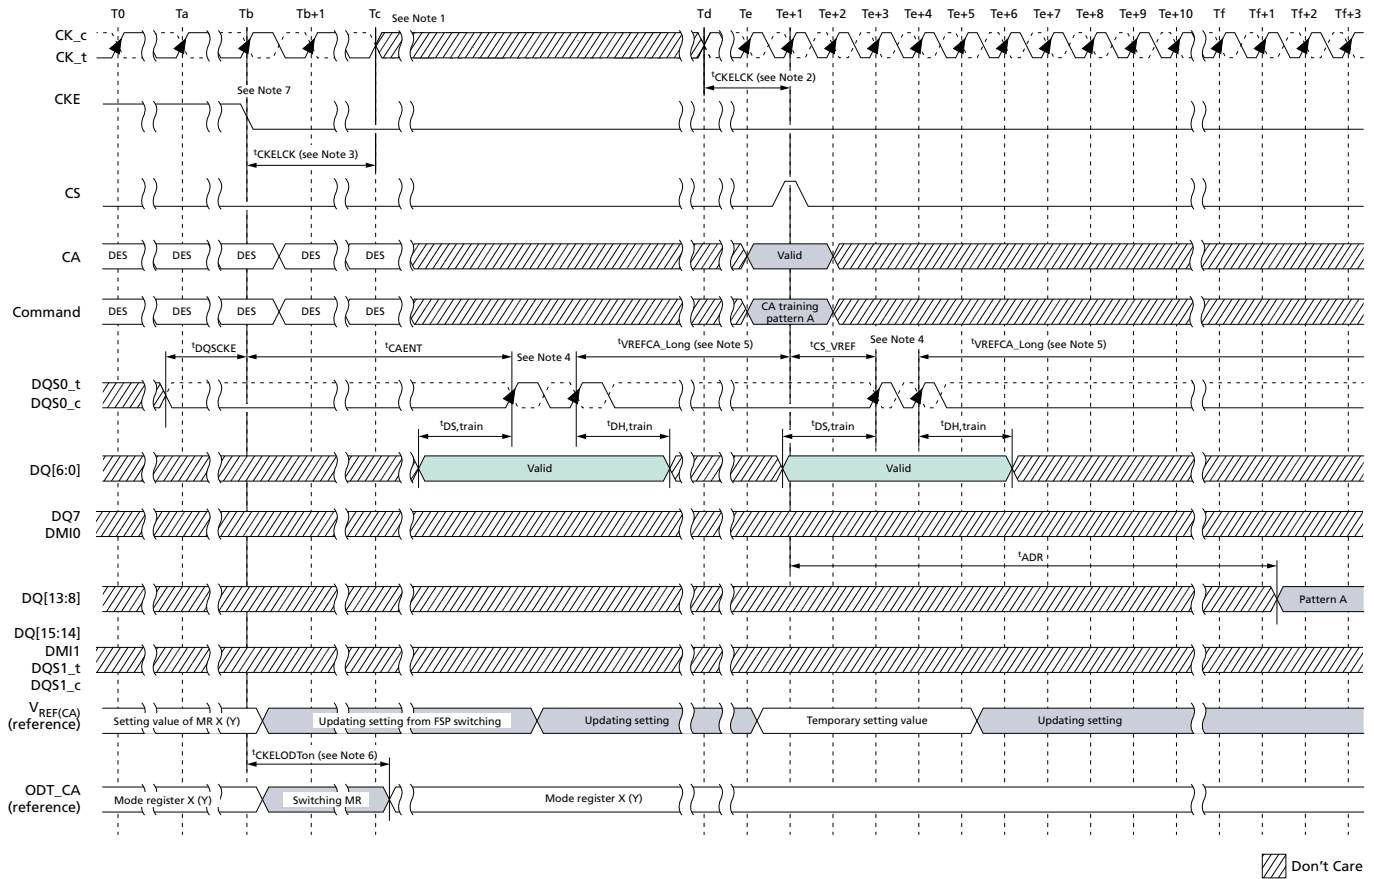 T0 Ta Tb Tb+1 Tc See Note 1 Td Te Te+1 Te+2 Te+3 Te+4 Te+5 Te+6 Te+7 Te+8 Te+9 Te+10 Tf Tf+1 Tf+2 Tf+3
CK_c
CK_t
tCKELCK (see Note 2)
CKE
See Note 7
tCKELCK (see Note 3)
CS
CA DES DES DES DES DES Valid
Command DES DES DES DES DES CA training
pattern A
tDQSCKE tCAENT See Note 4 tVREFCA_Long (see Note 5) tCS_VREF See Note 4 tVREFCA_Long (see Note 5)
DQS0_t
DQS0_c
tDS,train tDH,train tDS,train tDH,train
DQ[6:0] Valid Valid
DQ7
DMI0
tADR
DQ[13:8] Pattern A
DQ[15:14]
DMI1
DQS1_t
DQS1_c
VREF(CA)
(reference) Setting value of MR X (Y) Updating setting from FSP switching Updating setting Temporary setting value Updating setting
tCKELODTon (see Note 6)
ODT_CA
(reference) Mode register X (Y) Switching MR Mode register X (Y)
Don't Care